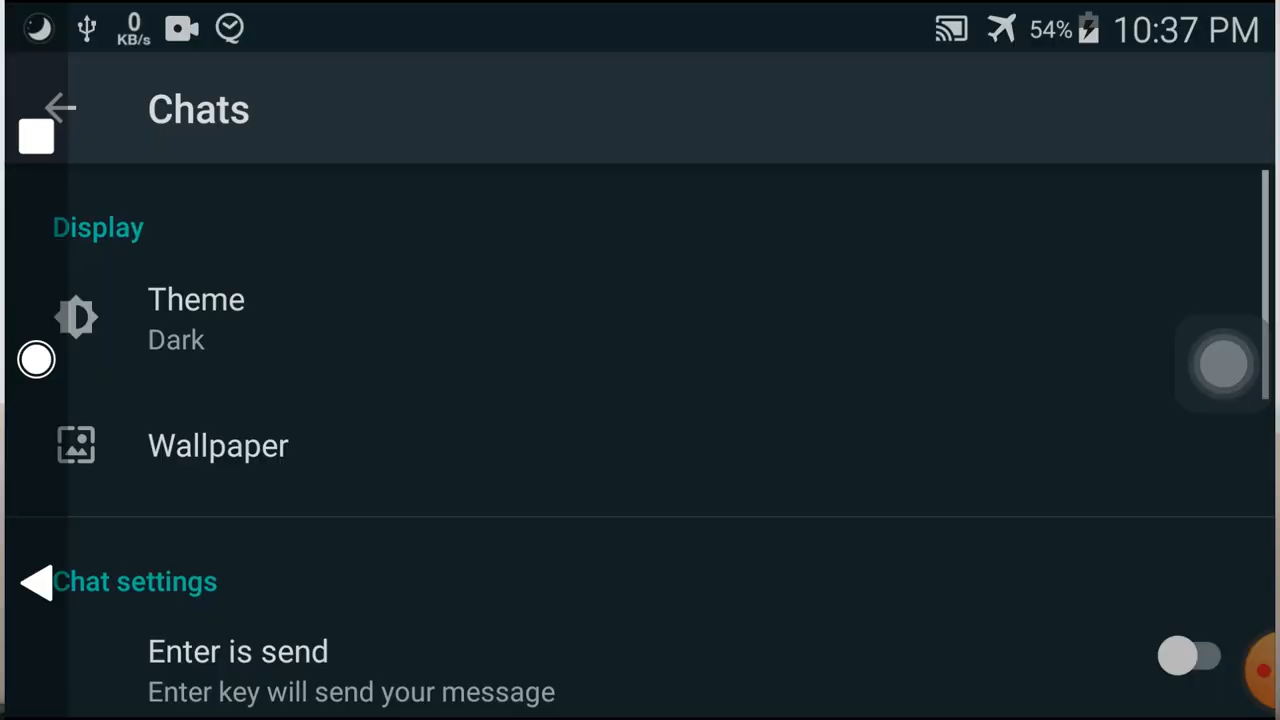 0
KB/s
54%
10:37 PM
Chats
Display
Theme
Dark
Wallpaper
Chat settings
Enter is send
Enter key will send your message